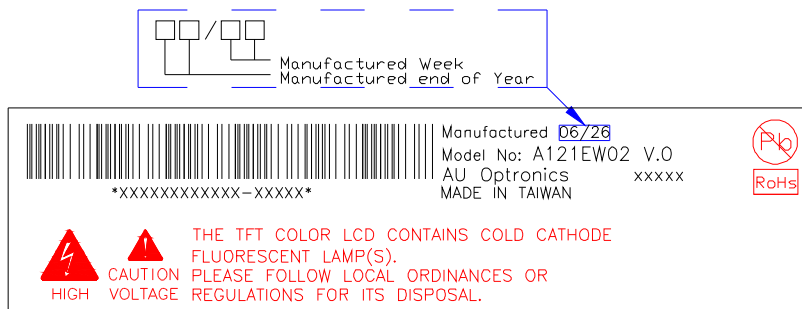 □□/□□
Manufactured Week
Manufactured end of Year
Manufactured 06/26
Model No: A121EW02 V.0
AU Optronics xxxxx
MADE IN TAIWAN
*XXXXXXXXXXXX-XXXXX*
Pb
RoHs
THE TFT COLOR LCD CONTAINS COLD CATHODE
FLUORESCENT LAMP(S).
PLEASE FOLLOW LOCAL ORDINANCES OR
REGULATIONS FOR ITS DISPOSAL.
CAUTION
HIGH VOLTAGE